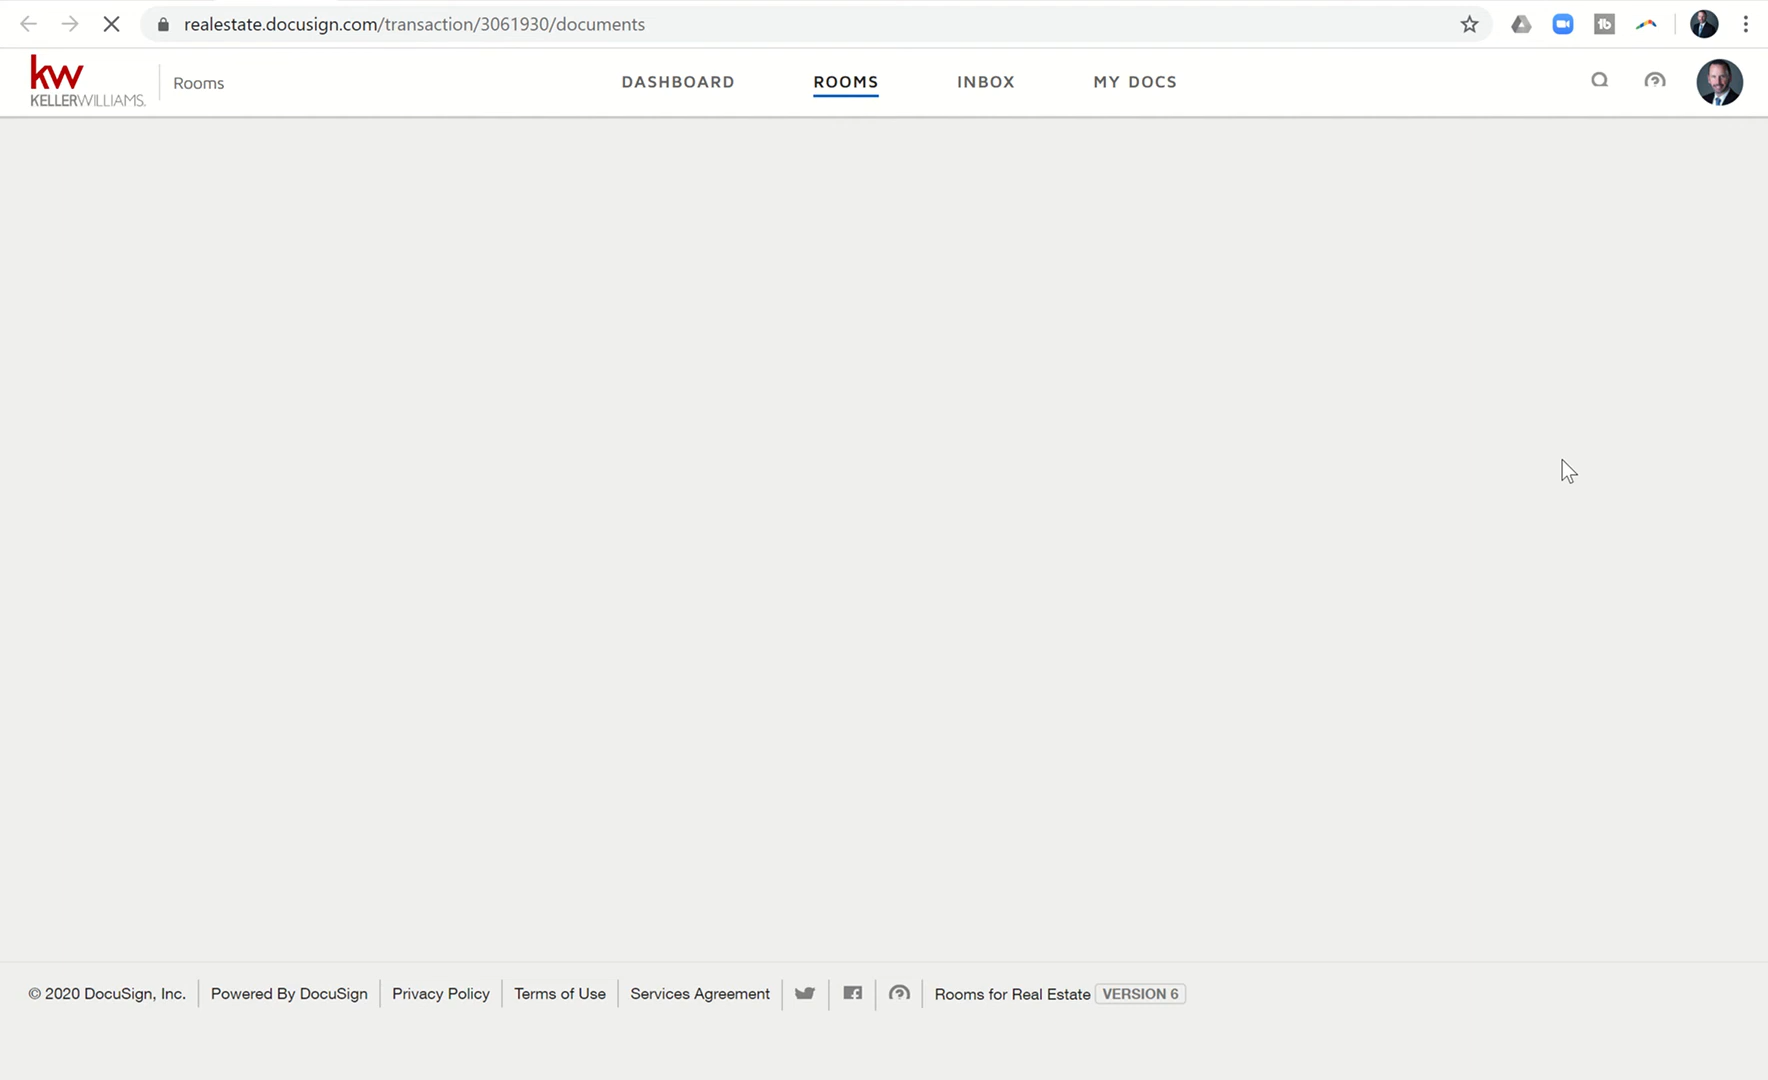 realestate.docusign.com/transaction/3061930/documents
kw
KELLERWILLIAMS.
Rooms
DASHBOARD
ROOMS
INBOX
MY DOCS
© 2020 DocuSign, Inc.
Powered By DocuSign
Privacy Policy
Terms of Use
Services Agreement
Rooms for Real Estate VERSION 6